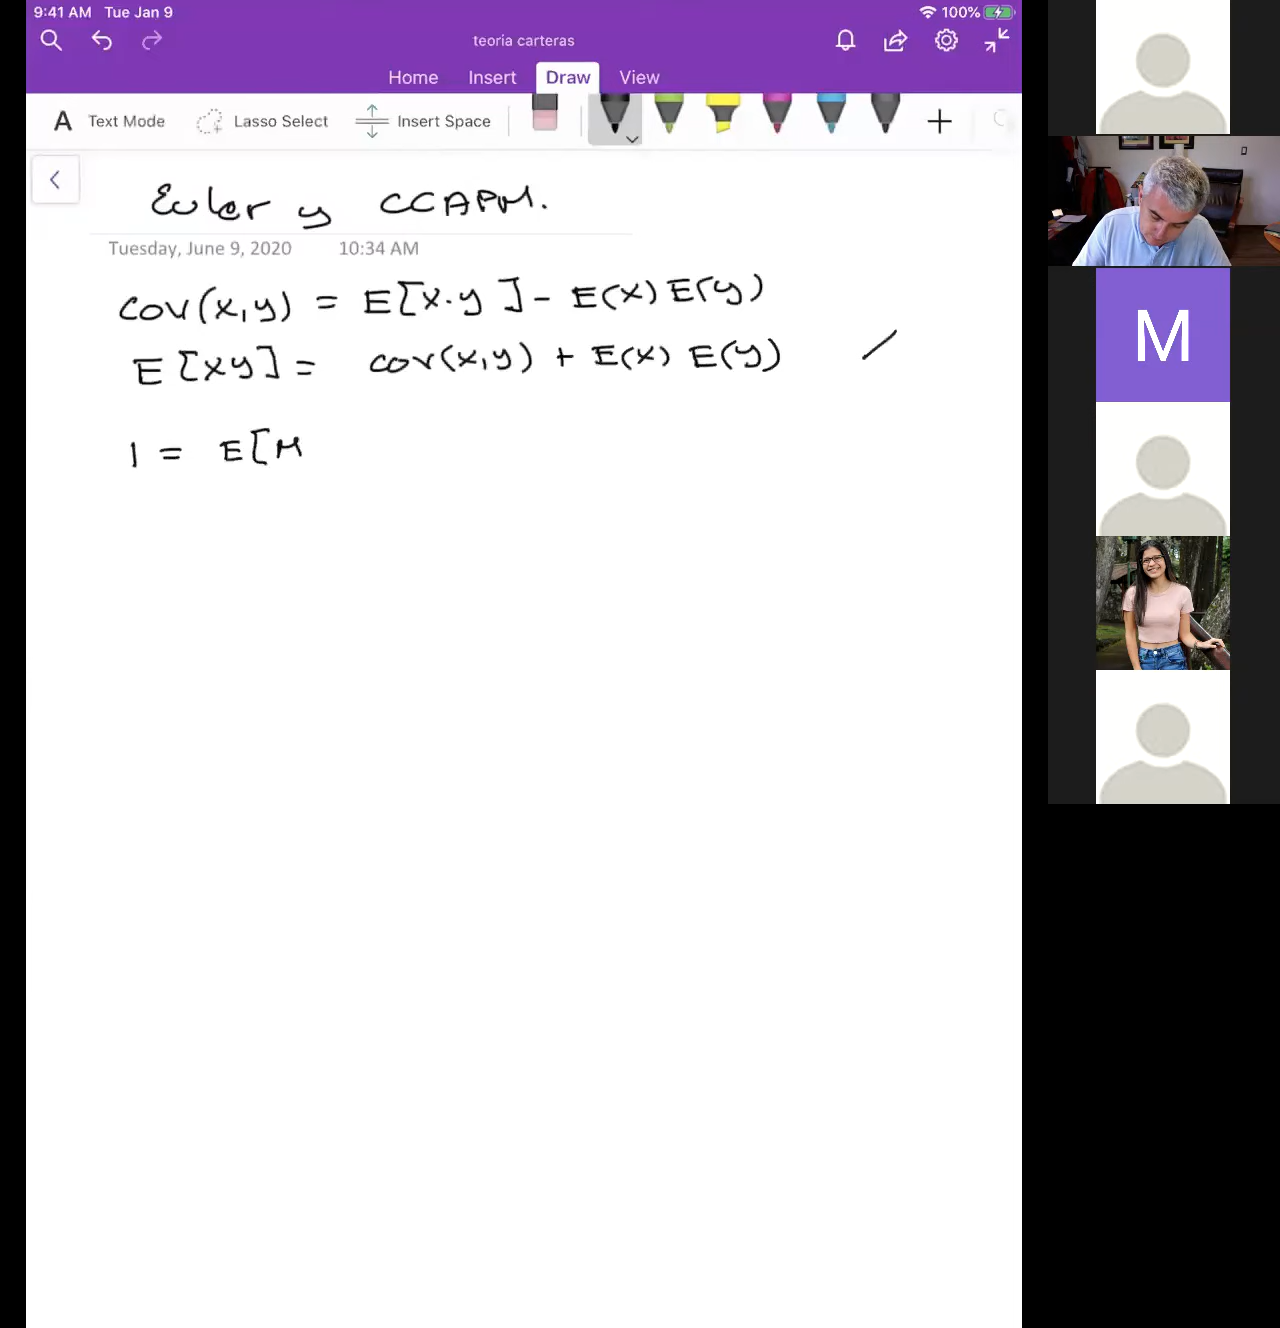 9:41 AM Tue Jan 9
100%
teoria carteras
Home Insert Draw View
A Text Mode Lasso Select Insert Space
Euler y CCAPM.
Tuesday, June 9, 2020 10:34 AM
cov(x,y) = E[x.y] - E(x)E(y)
E[xy] = cov(x,y) + E(x) E(y)
1 = E[M
M